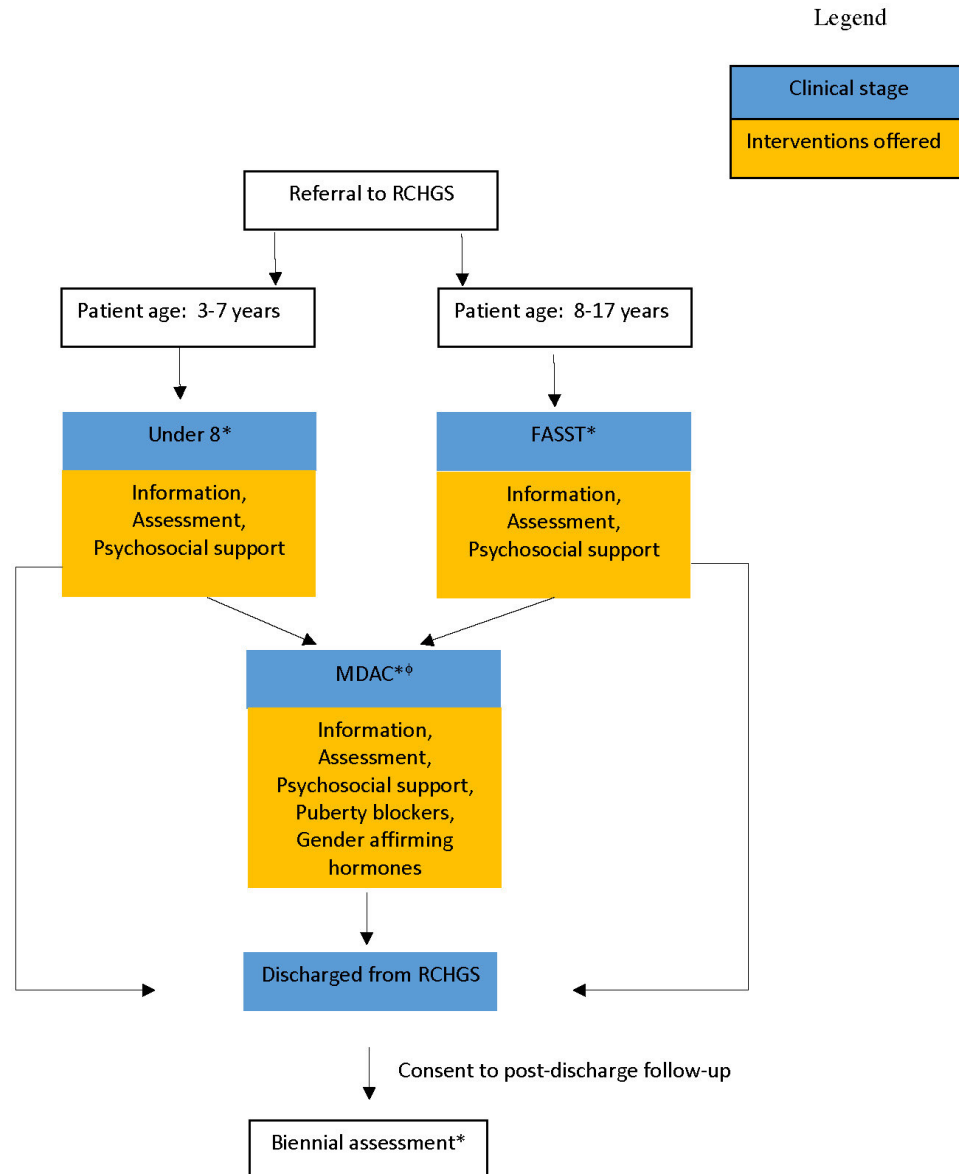 Legend
Clinical stage
Interventions offered
Referral to RCHGS
Patient age:  3-7 years
Patient age:  8-17 years
Under 8*
Information,
Assessment,
Psychosocial support
FASST*
Information,
Assessment,
Psychosocial support
MDAC*ᶲ
Information,
Assessment,
Psychosocial support,
Puberty blockers,
Gender affirming
hormones
Discharged from RCHGS
Consent to post-discharge follow-up
Biennial assessment*